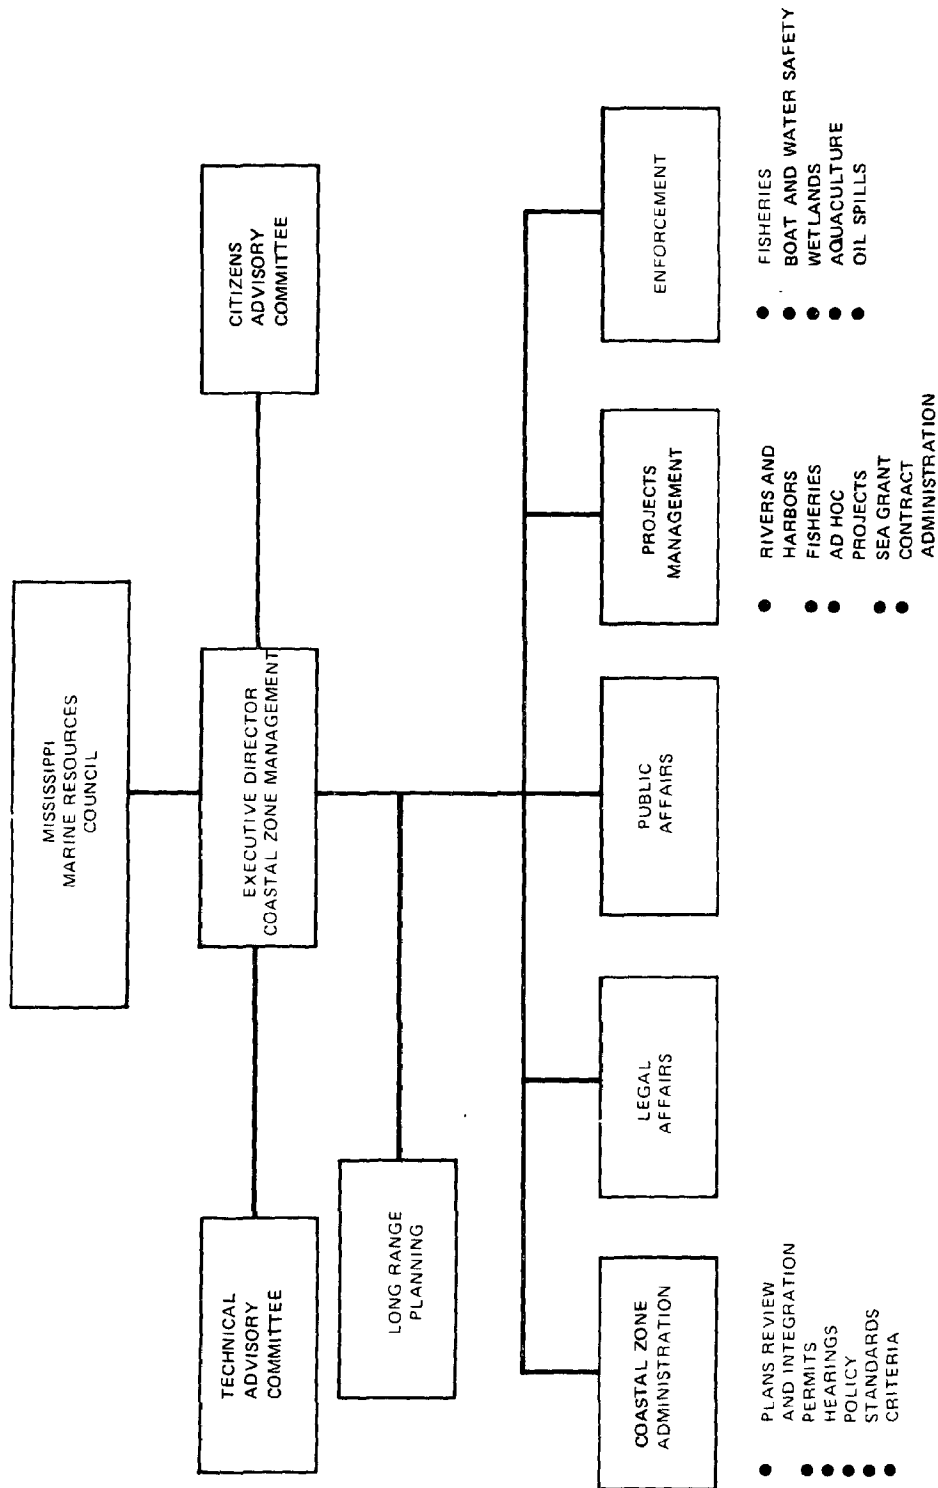 MISSISSIPPI
MARINE RESOURCES
COUNCIL
TECHNICAL
ADVISORY
COMMITTEE
EXECUTIVE DIRECTOR
COASTAL ZONE MANAGEMENT
CITIZENS
ADVISORY
COMMITTEE
LONG RANGE
PLANNING
COASTAL ZONE
ADMINISTRATION
LEGAL
AFFAIRS
PUBLIC
AFFAIRS
PROJECTS
MANAGEMENT
ENFORCEMENT
● PLANS REVIEW
AND INTEGRATION
● PERMITS
● HEARINGS
● POLICY
● STANDARDS
● CRITERIA
● RIVERS AND
HARBORS
● FISHERIES
● AD HOC
PROJECTS
● SEA GRANT
● CONTRACT
ADMINISTRATION
● FISHERIES
● BOAT AND WATER SAFETY
● WETLANDS
● AQUACULTURE
● OIL SPILLS